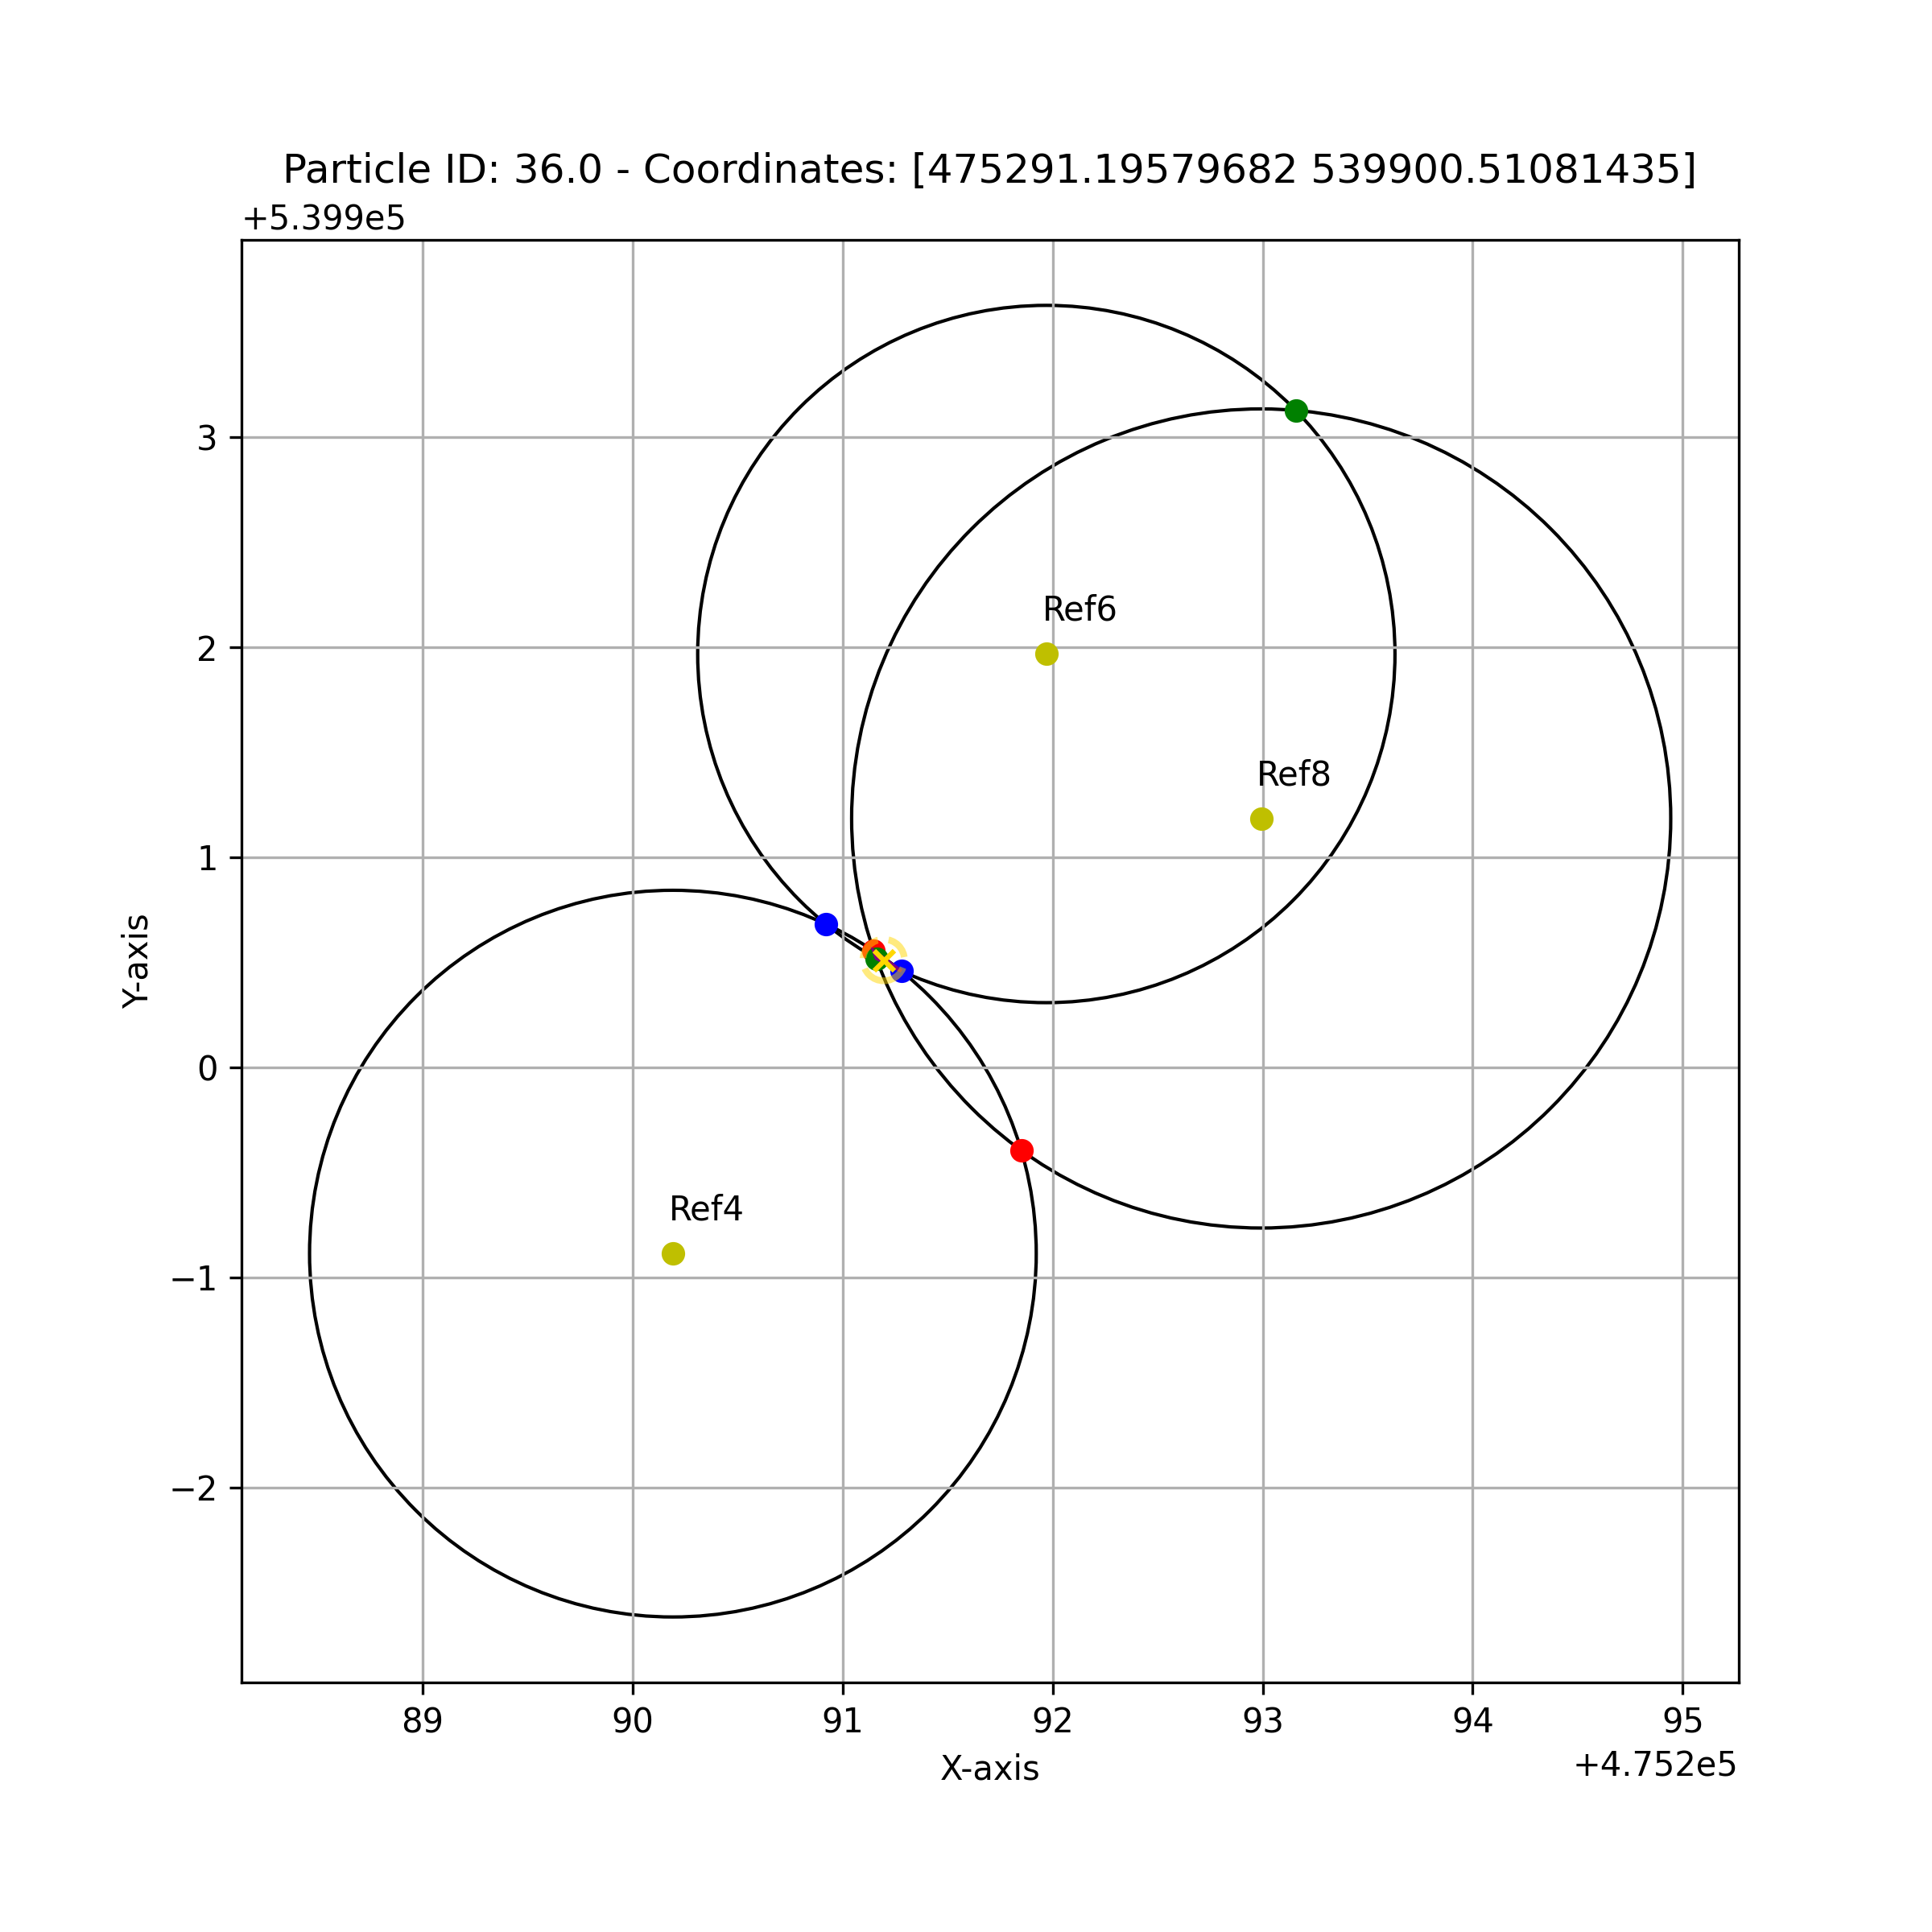 Particle ID: 36.0 - Coordinates: [475291.19579682 539900.51081435]
+5.399e5
3
2
1
0
−1
−2
Y-axis
Ref6
Ref8
Ref4
89 90 91 92 93 94 95
X-axis
+4.752e5